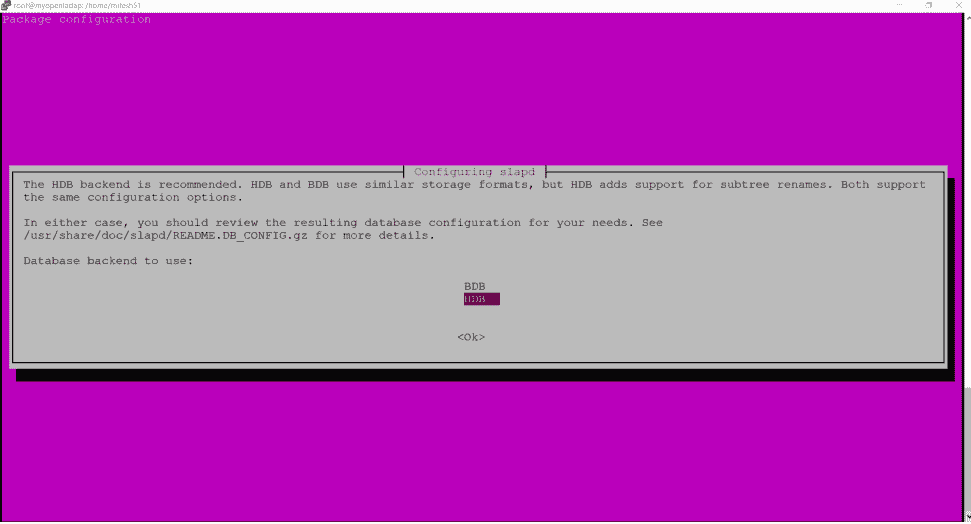 root@myopenldap: /home/mitesh51
Package configuration
Configuring slapd
The HDB backend is recommended. HDB and BDB use similar storage formats, but HDB adds support for subtree renames. Both support
the same configuration options.
In either case, you should review the resulting database configuration for your needs. See
/usr/share/doc/slapd/README.DB_CONFIG.gz for more details.
Database backend to use:
BDB
HDB
<Ok>